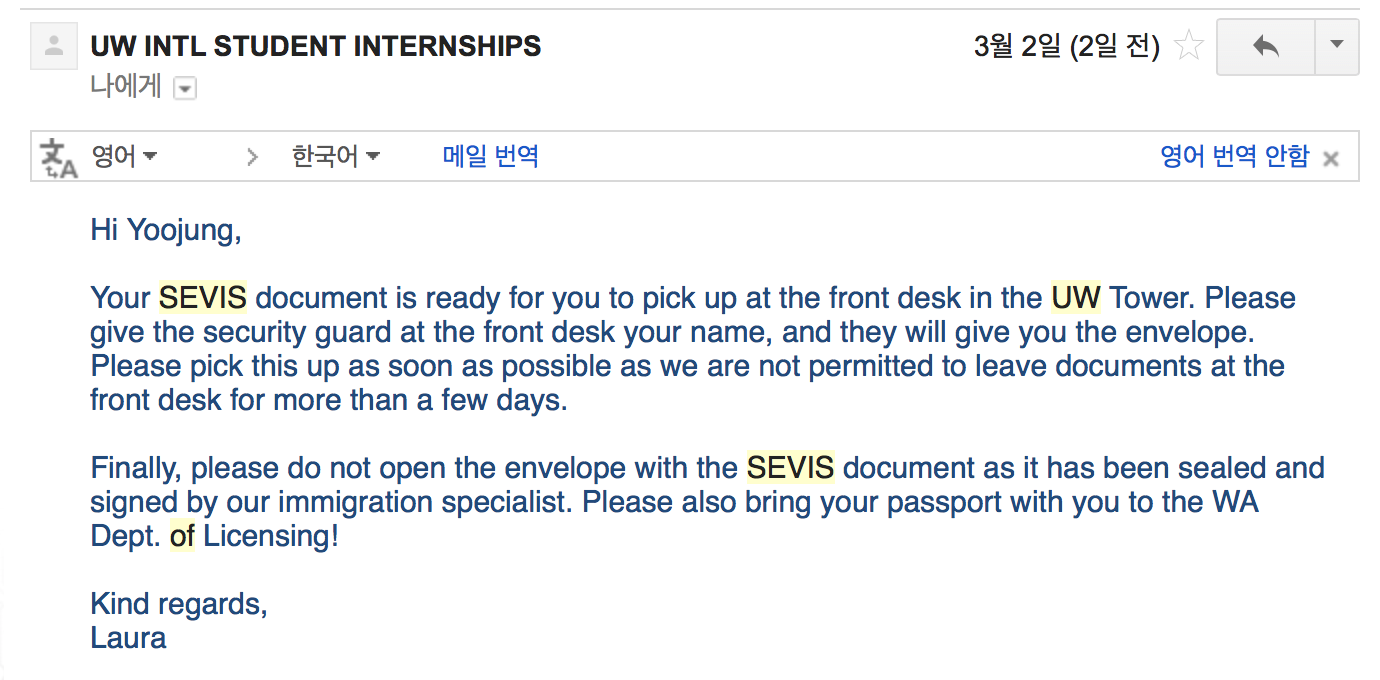 UW INTL STUDENT INTERNSHIPS
3월 2일 (2일 전)
나에게
영어
한국어
메일 번역
영어 번역 안함
Hi Yoojung,
Your SEVIS document is ready for you to pick up at the front desk in the UW Tower. Please
give the security guard at the front desk your name, and they will give you the envelope.
Please pick this up as soon as possible as we are not permitted to leave documents at the
front desk for more than a few days.
Finally, please do not open the envelope with the SEVIS document as it has been sealed and
signed by our immigration specialist. Please also bring your passport with you to the WA
Dept. of Licensing!
Kind regards,
Laura